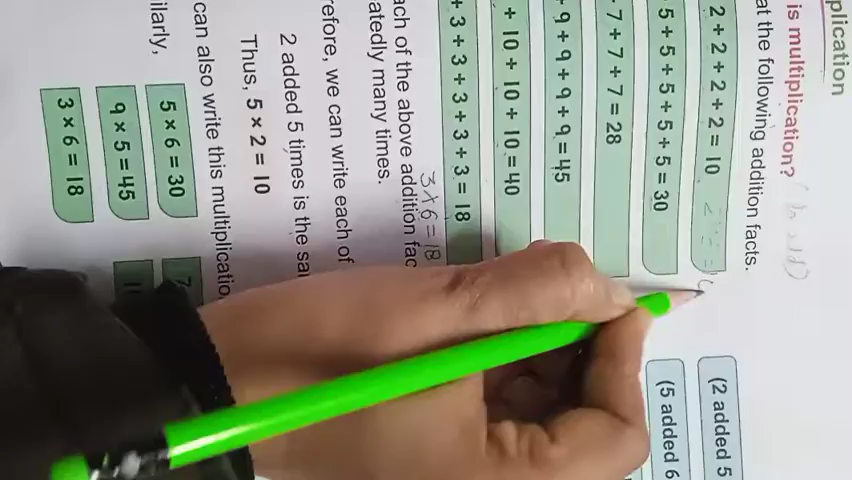 plication
is multiplication?
at the following addition facts.
2 + 2 + 2 + 2 = 10 (2 added 5
5 + 5 + 5 + 5 + 5 = 30 (5 added 6
7 + 7 + 7 = 28
9 + 9 + 9 + 9 = 45
+ 10 + 10 + 10 = 40
+ 3 + 3 + 3 + 3 + 3 = 18
3 x 6 = 18
ach of the above addition fac
atedly many times.
refore, we can write each of
2 added 5 times is the sa
Thus, 5 × 2 = 10
can also write this multiplicatio
ilarly,
5 × 6 = 30 7
9 × 5 = 45
3 × 6 = 18